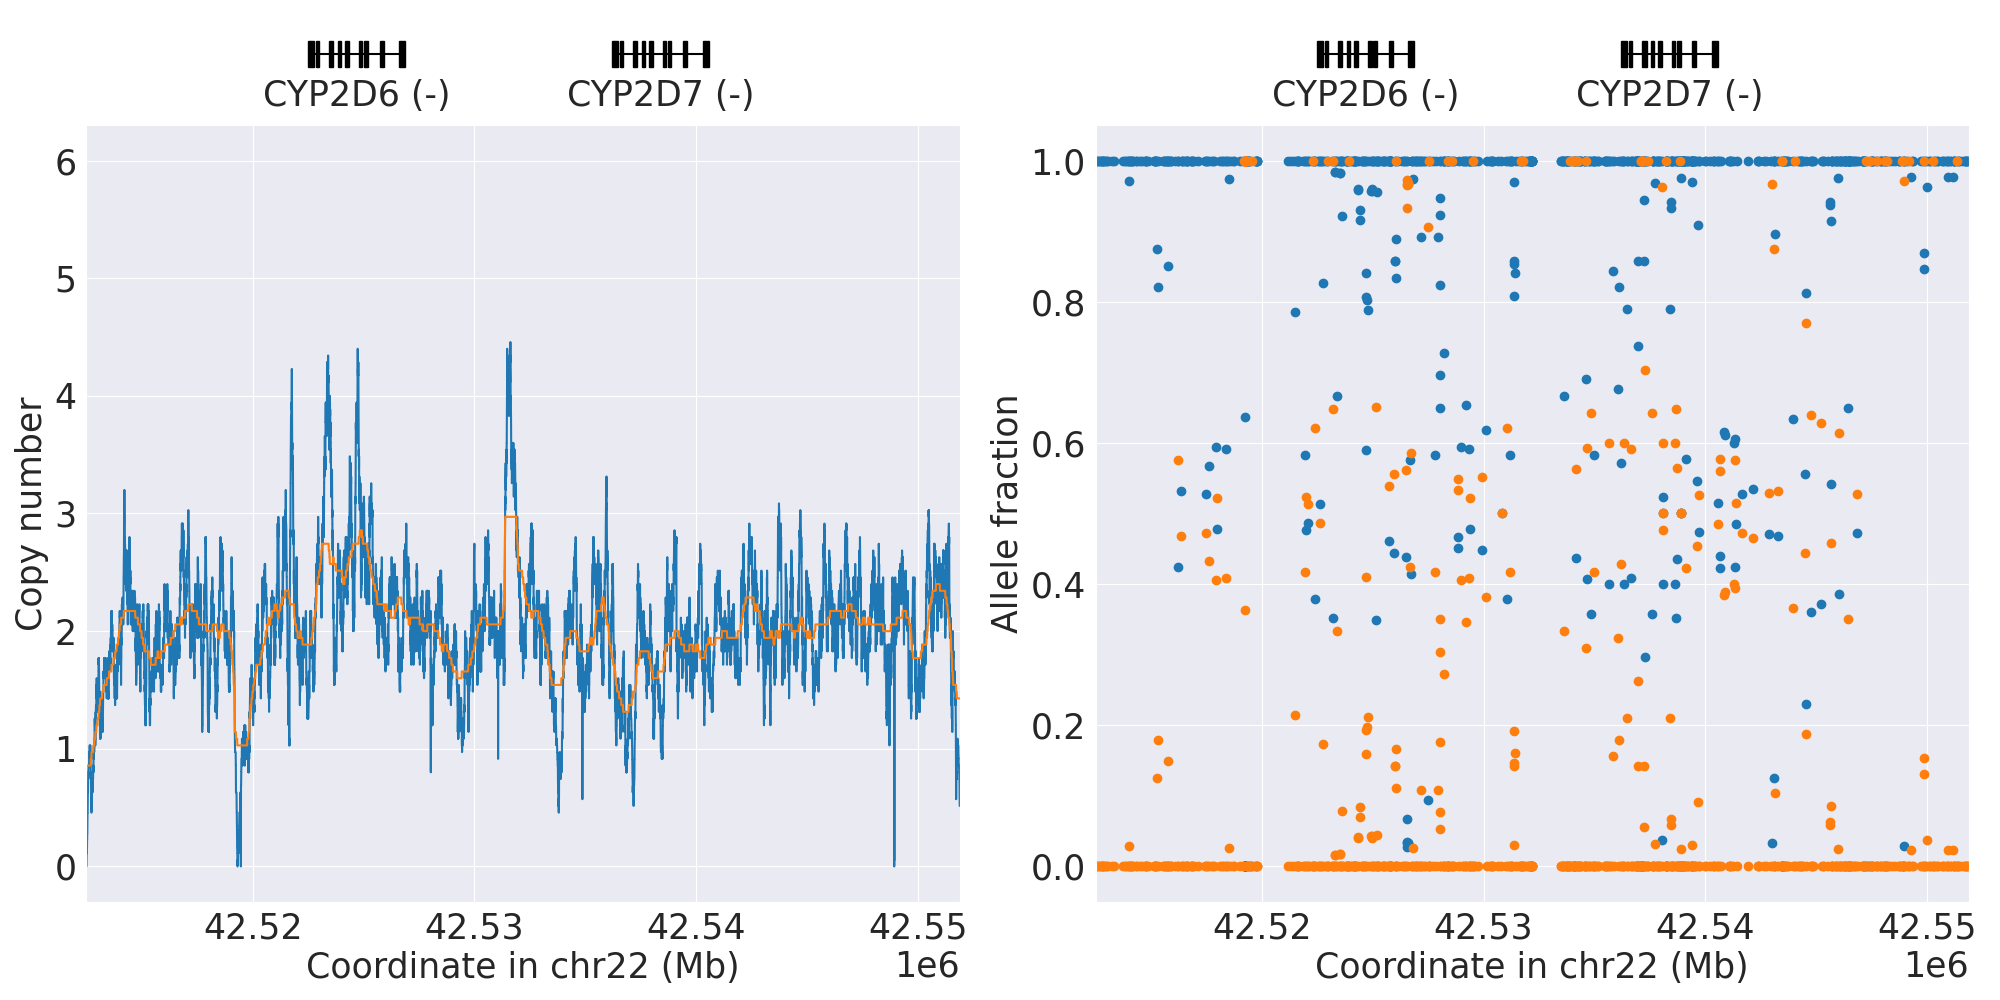 CYP2D6 (-)
CYP2D7 (-)
6
5
4
3
2
1
0
Copy number
42.52
42.53
42.54
42.55
1e6
Coordinate in chr22 (Mb)
CYP2D6 (-)
CYP2D7 (-)
1.0
0.8
0.6
0.4
0.2
0.0
Allele fraction
42.52
42.53
42.54
42.55
1e6
Coordinate in chr22 (Mb)